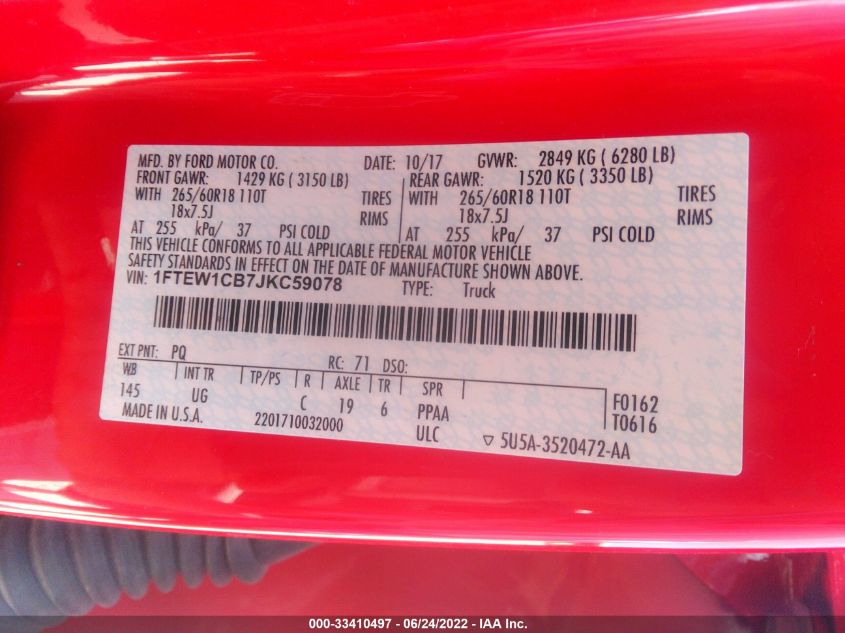 MFD. BY FORD MOTOR CO. DATE: 10/17 GVWR: 2849 KG ( 6280 LB)
FRONT GAWR: 1429 KG ( 3150 LB) REAR GAWR: 1520 KG ( 3350 LB)
WITH 265/60R18 110T TIRES WITH 265/60R18 110T TIRES
18x7.5J RIMS 18x7.5J RIMS
AT 255 kPa/ 37 PSI COLD AT 255 kPa/ 37 PSI COLD
THIS VEHICLE CONFORMS TO ALL APPLICABLE FEDERAL MOTOR VEHICLE
SAFETY STANDARDS IN EFFECT ON THE DATE OF MANUFACTURE SHOWN ABOVE.
VIN: 1FTEW1CB7JKC59078 TYPE: Truck
EXT PNT: PQ RC: 71 DSO:
WB INT TR TP/PS R AXLE TR SPR
145 UG C 19 6 PPAA F0162
MADE IN U.S.A. 2201710032000 ULC T0616
5U5A-3520472-AA
000-33410497 - 06/24/2022 - IAA Inc.